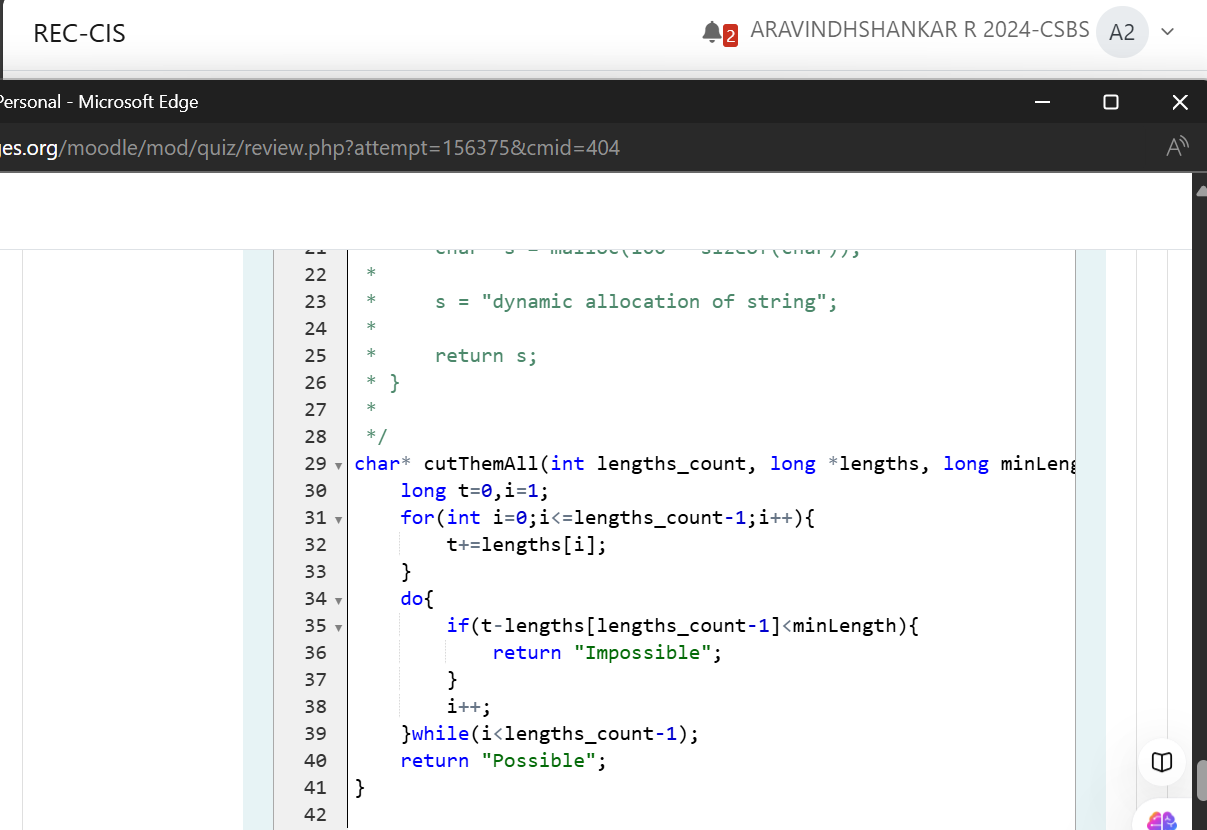 REC-CIS
2 ARAVINDHSHANKAR R 2024-CSBS A2
Personal - Microsoft Edge
es.org/moodle/mod/quiz/review.php?attempt=156375&cmid=404
22 *
23 * s = "dynamic allocation of string";
24 *
25 * return s;
26 * }
27 *
28 */
29 char* cutThemAll(int lengths_count, long *lengths, long minLeng
30 long t=0,i=1;
31 for(int i=0;i<=lengths_count-1;i++){
32 t+=lengths[i];
33 }
34 do{
35 if(t-lengths[lengths_count-1]<minLength){
36 return "Impossible";
37 }
38 i++;
39 }while(i<lengths_count-1);
40 return "Possible";
41 }
42